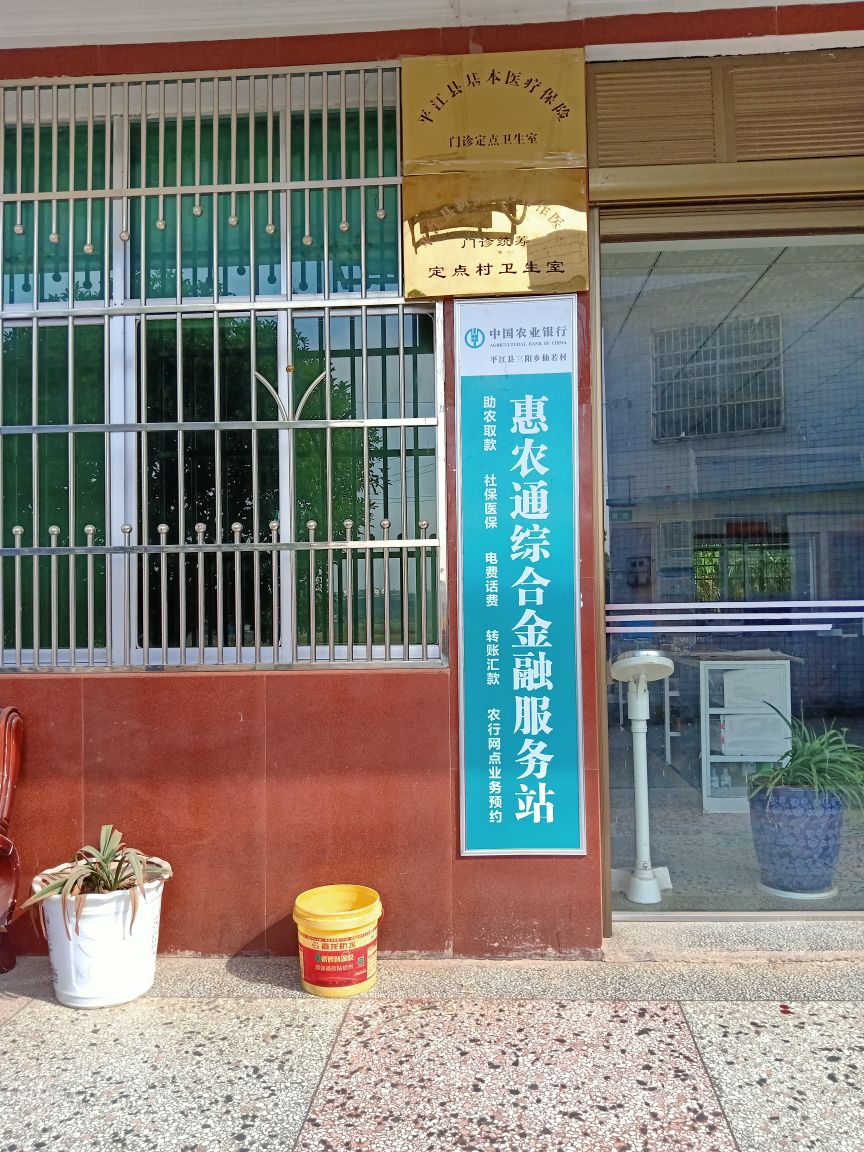 平江县基本医疗保险
门诊定点卫生室
门诊统筹
定点村卫生室
中国农业银行
AGRICULTURAL BANK OF CHINA
平江县三阳乡仙若村
惠农通综合金融服务站
助农取款 社保医保 电费话费 转账汇款 农行网点业务预约